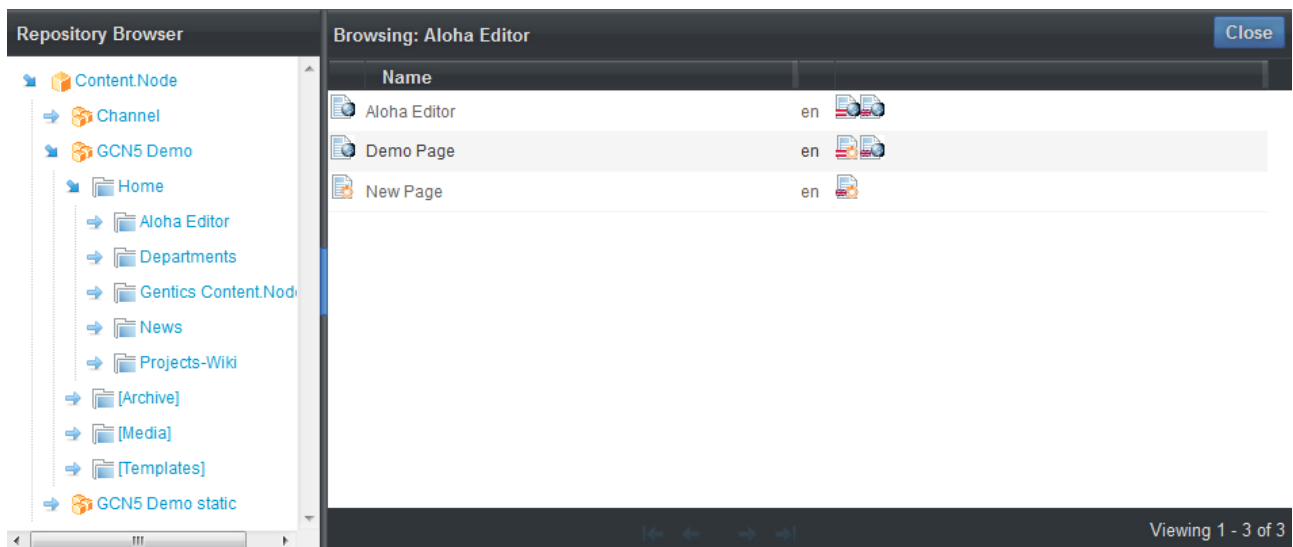 Repository Browser
Content.Node
Channel
GCN5 Demo
Home
Aloha Editor
Departments
Gentics Content.Node
News
Projects-Wiki
[Archive]
[Media]
[Templates]
GCN5 Demo static
Browsing: Aloha Editor
Close
Name
Aloha Editor en
Demo Page en
New Page en
Viewing 1 - 3 of 3